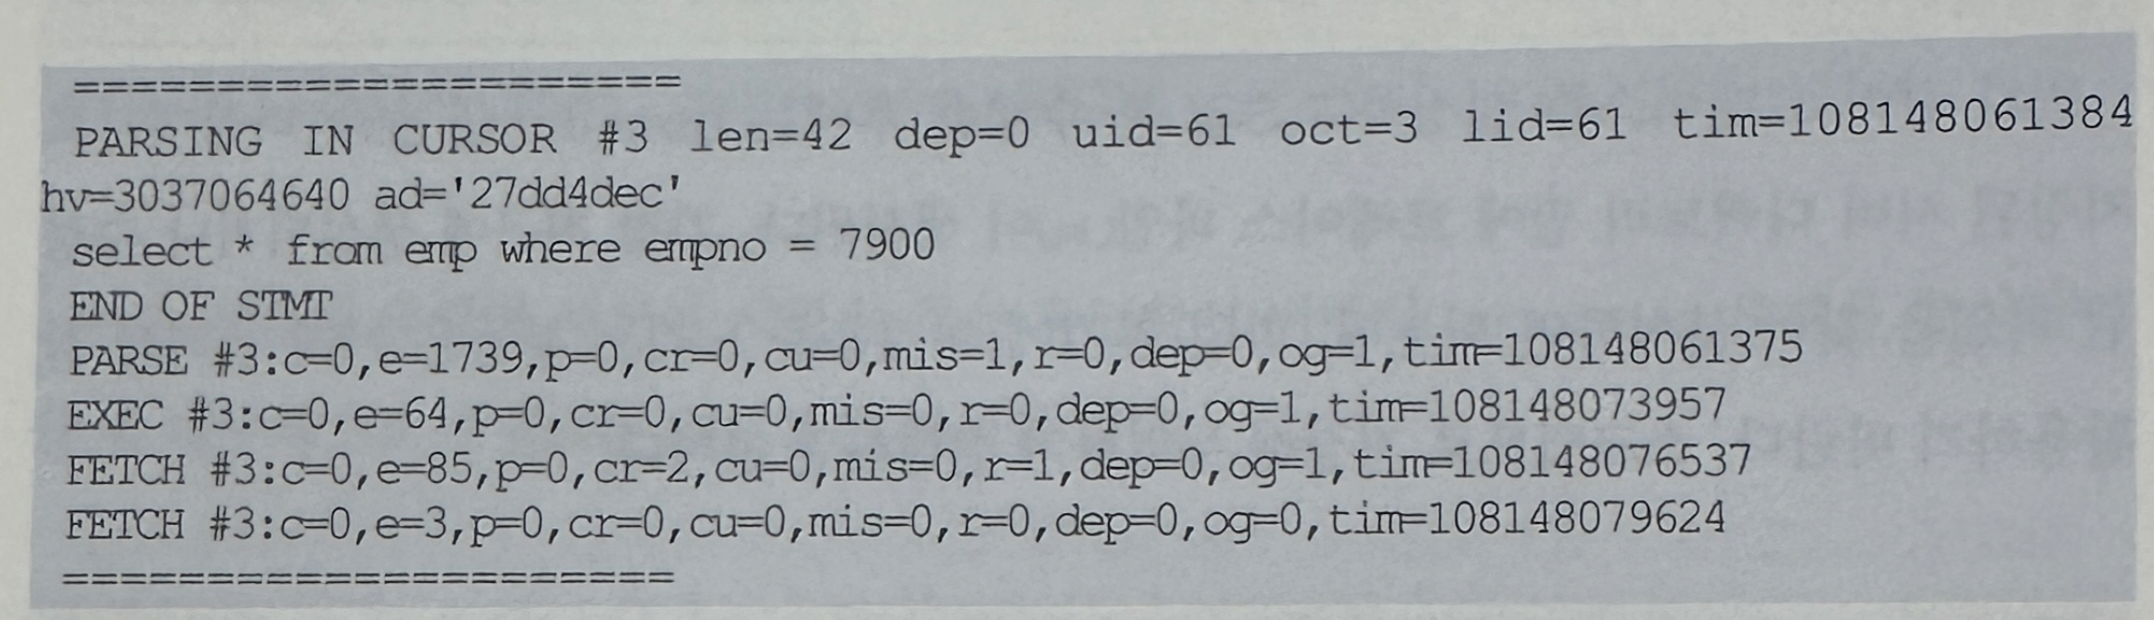 =====================
PARSING IN CURSOR #3 len=42 dep=0 uid=61 oct=3 lid=61 tim=108148061384
hv=3037064640 ad='27dd4dec'
select * from emp where empno = 7900
END OF STMT
PARSE #3:c=0,e=1739,p=0,cr=0,cu=0,mis=1,r=0,dep=0,og=1,tim=108148061375
EXEC #3:c=0,e=64,p=0,cr=0,cu=0,mis=0,r=0,dep=0,og=1,tim=108148073957
FETCH #3:c=0,e=85,p=0,cr=2,cu=0,mis=0,r=1,dep=0,og=1,tim=108148076537
FETCH #3:c=0,e=3,p=0,cr=0,cu=0,mis=0,r=0,dep=0,og=0,tim=108148079624
=====================